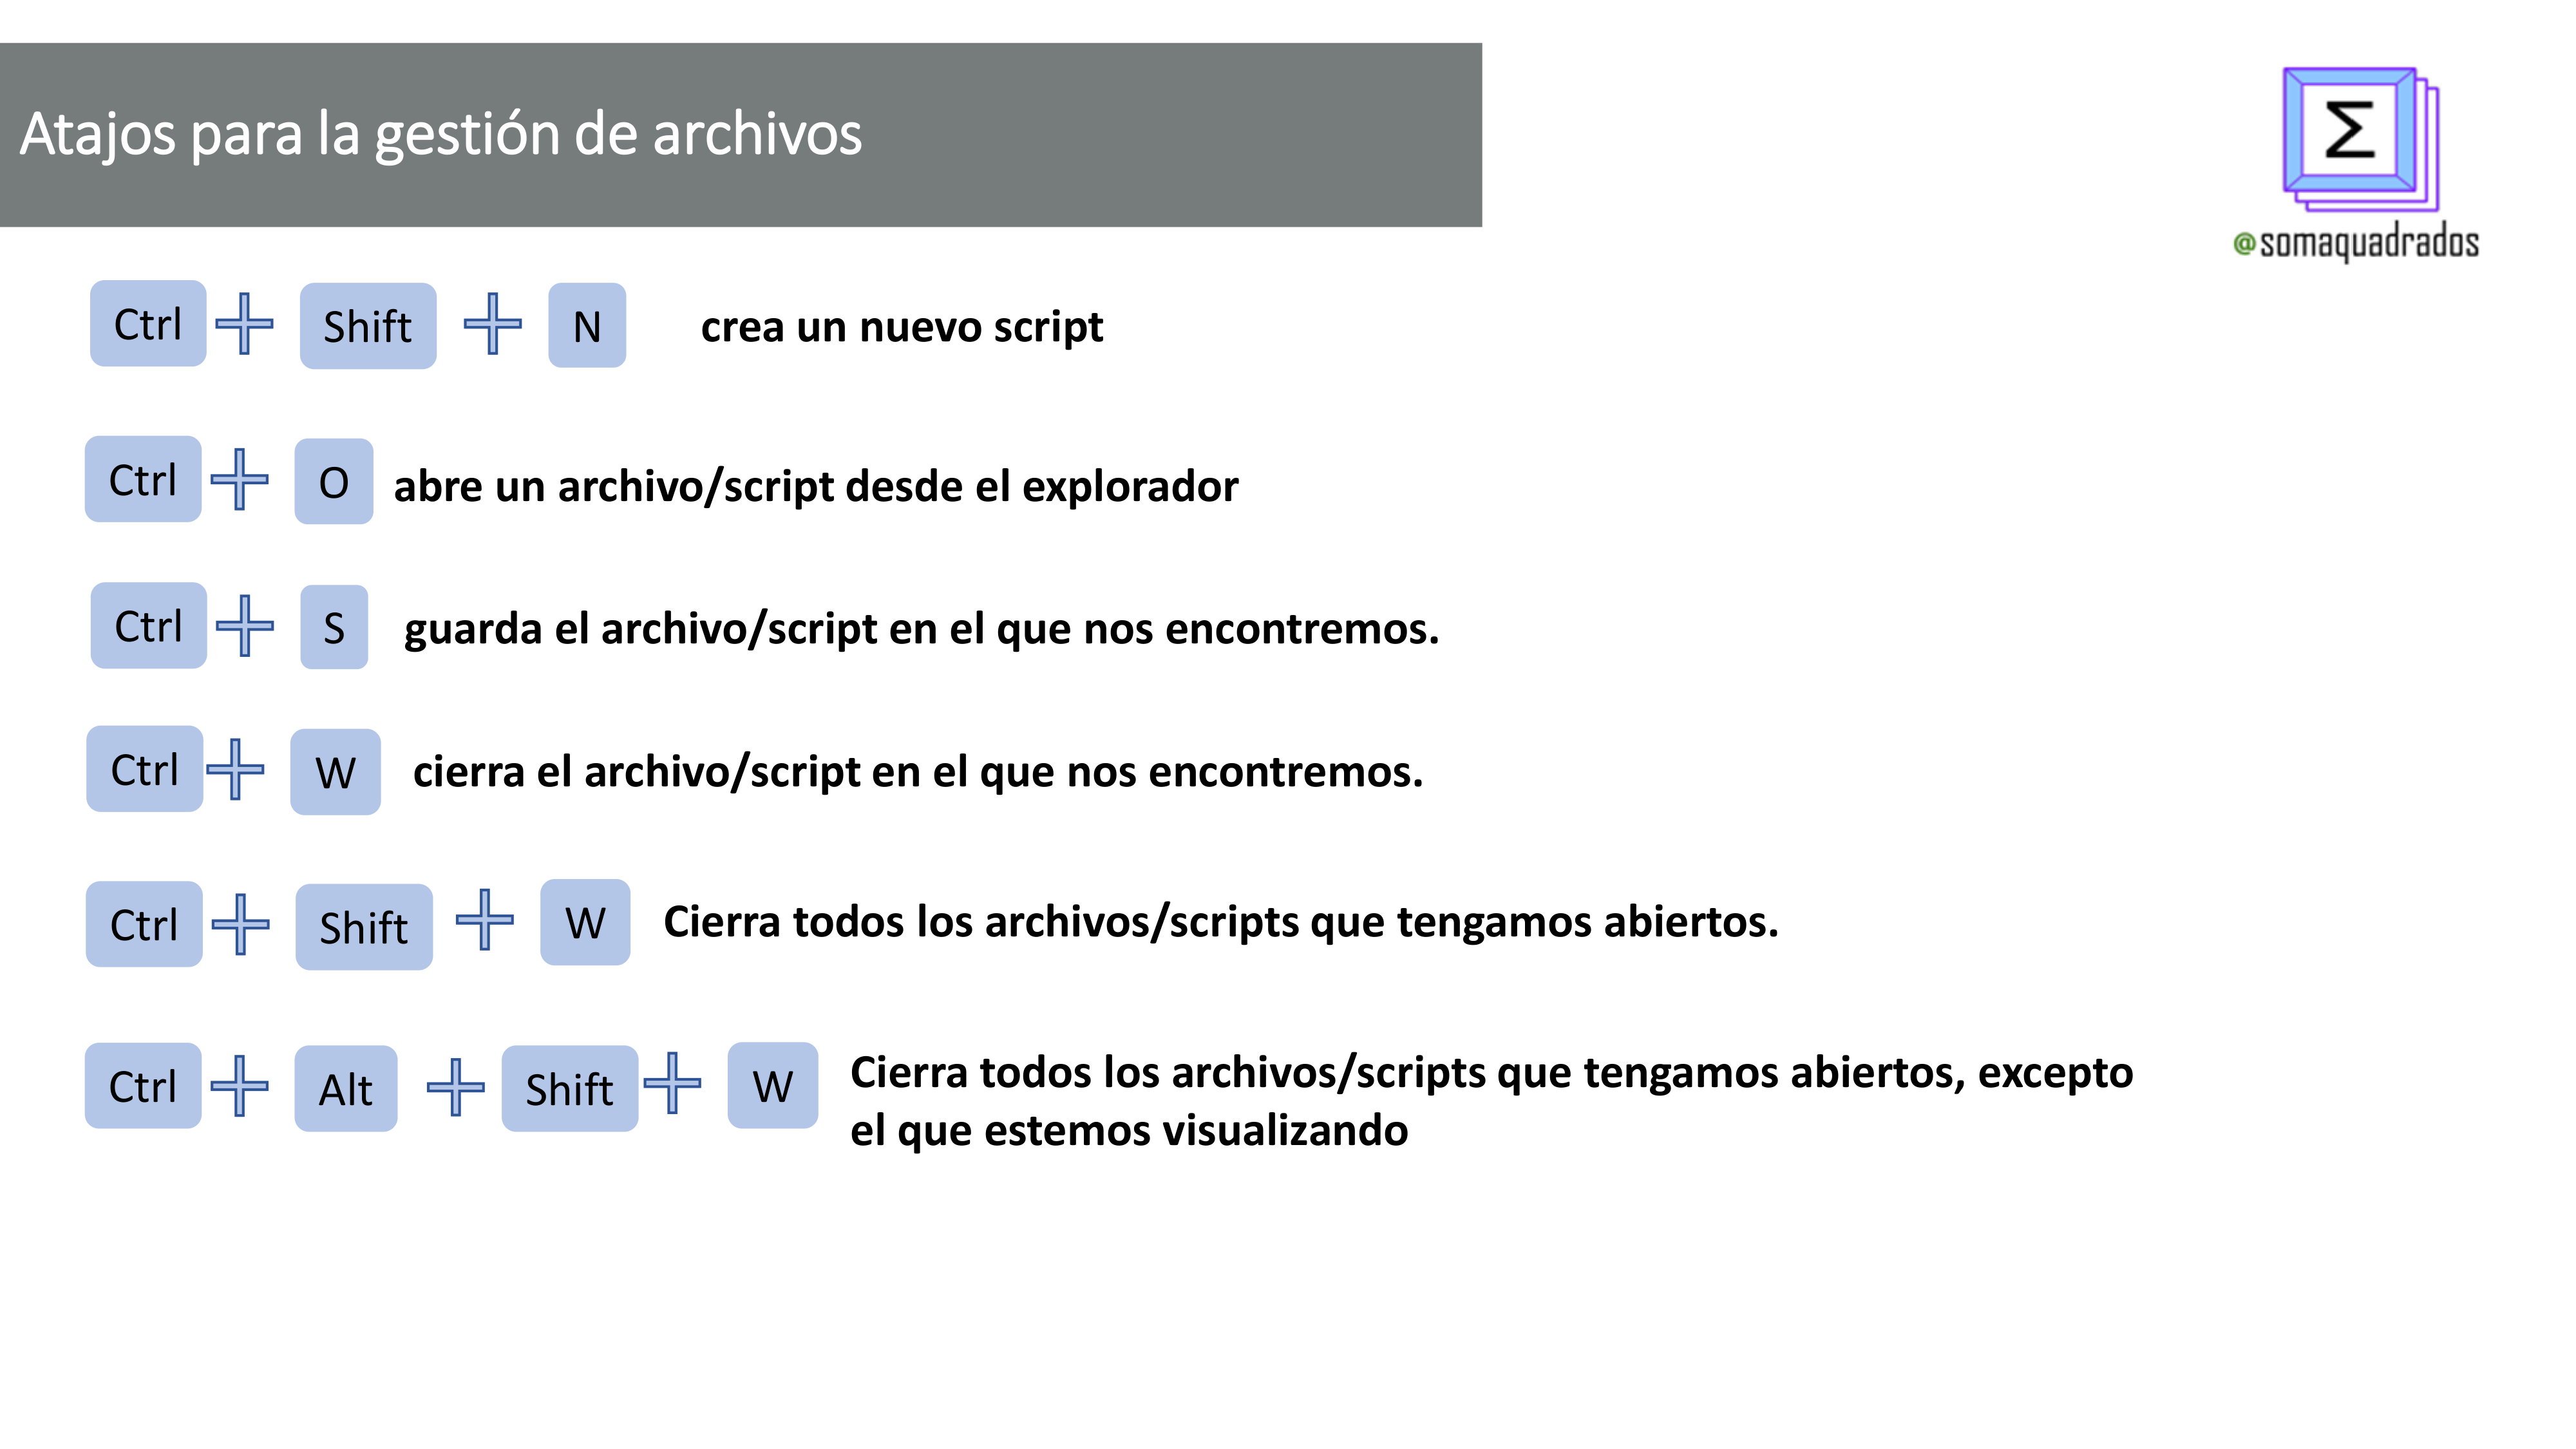 Atajos para la gestión de archivos
Σ
@somaquadrados
Ctrl Shift N crea un nuevo script
Ctrl O abre un archivo/script desde el explorador
Ctrl S guarda el archivo/script en el que nos encontremos.
Ctrl W cierra el archivo/script en el que nos encontremos.
Ctrl Shift W Cierra todos los archivos/scripts que tengamos abiertos.
Ctrl Alt Shift W Cierra todos los archivos/scripts que tengamos abiertos, excepto
el que estemos visualizando